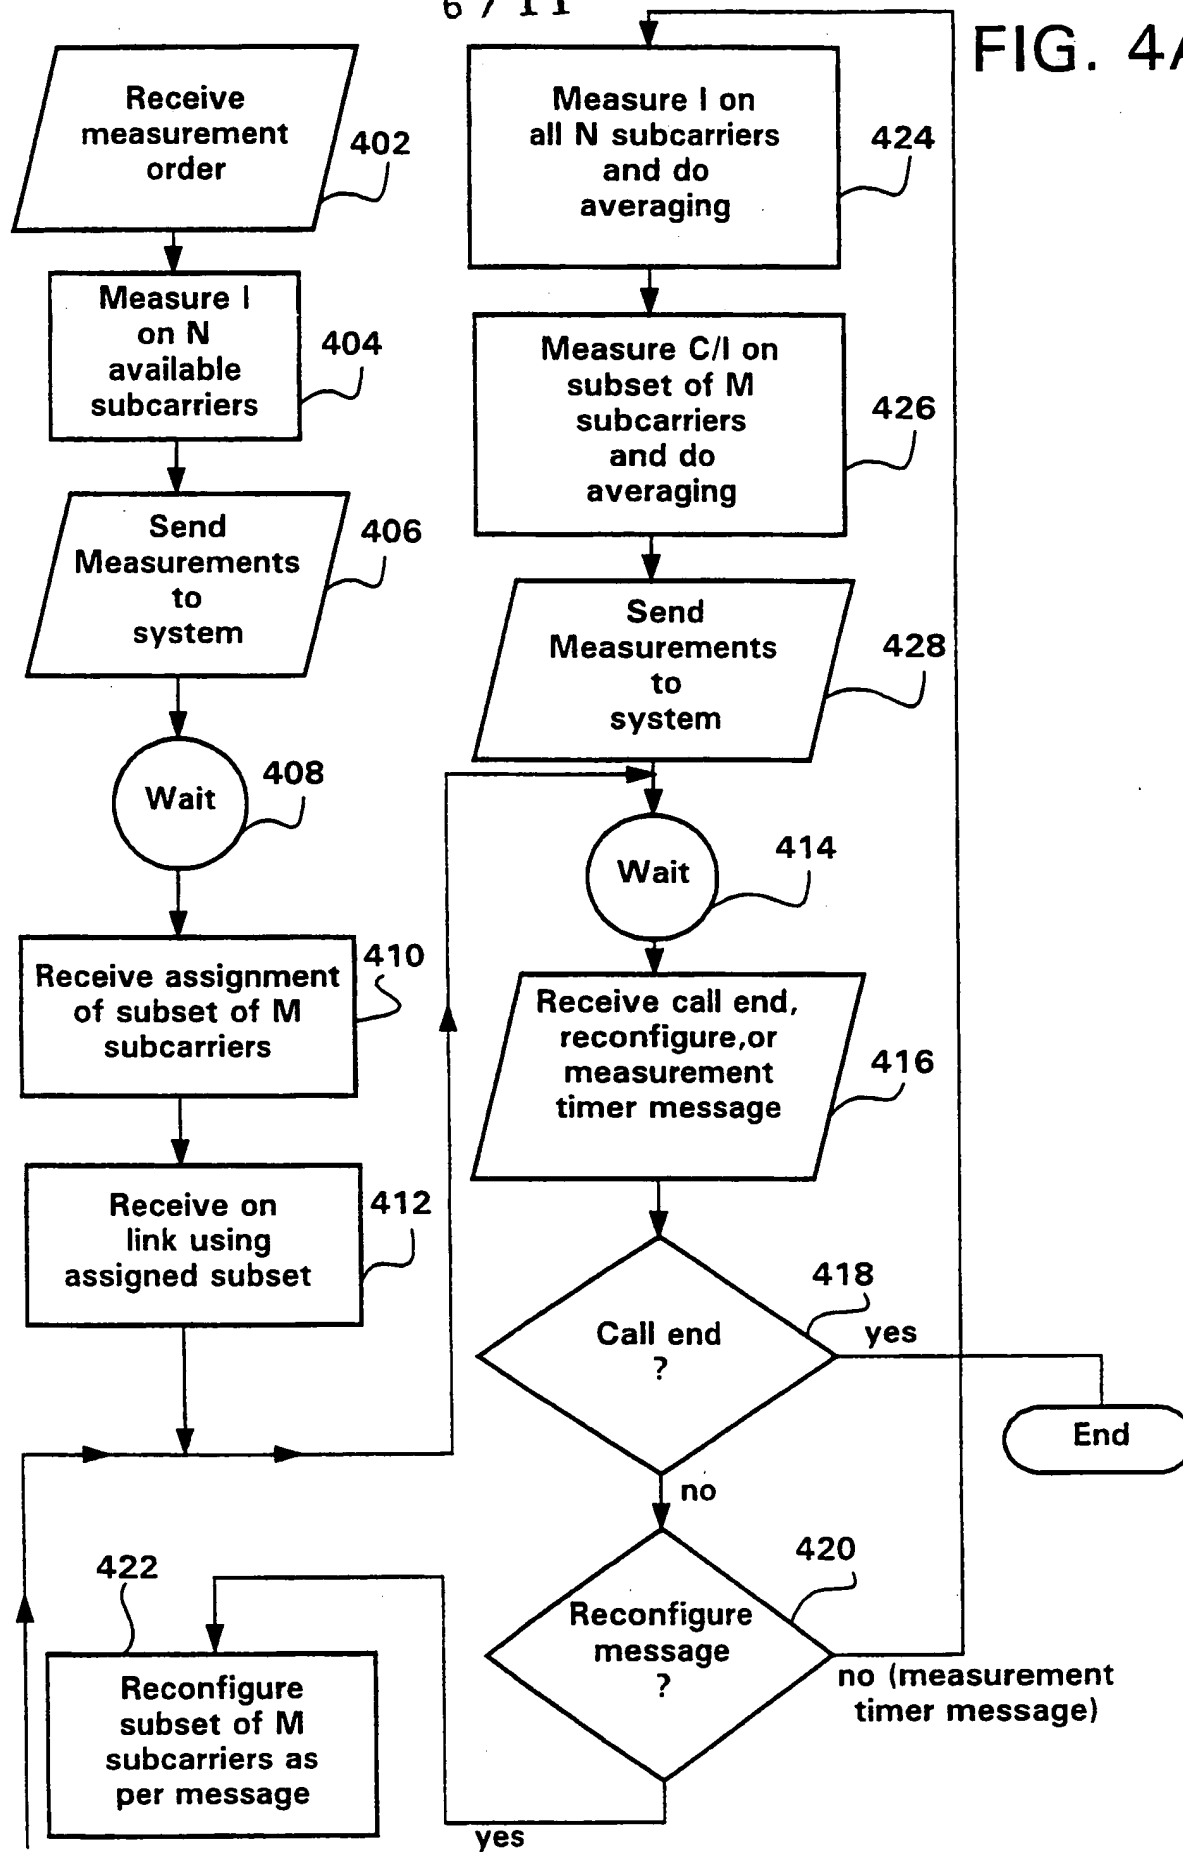 6 / 11
FIG. 4A
Receive
measurement
order
402
Measure I
on N
available
subcarriers
404
Send
Measurements
to
system
406
Wait
408
Receive assignment
of subset of M
subcarriers
410
Receive on
link using
assigned subset
412
422
Reconfigure
subset of M
subcarriers as
per message
Measure I on
all N subcarriers
and do
averaging
424
Measure C/I on
subset of M
subcarriers
and do
averaging
426
Send
Measurements
to
system
428
Wait
414
Receive call end,
reconfigure,or
measurement
timer message
416
Call end
?
418
yes
End
no
Reconfigure
message
?
420
no (measurement
timer message)
yes